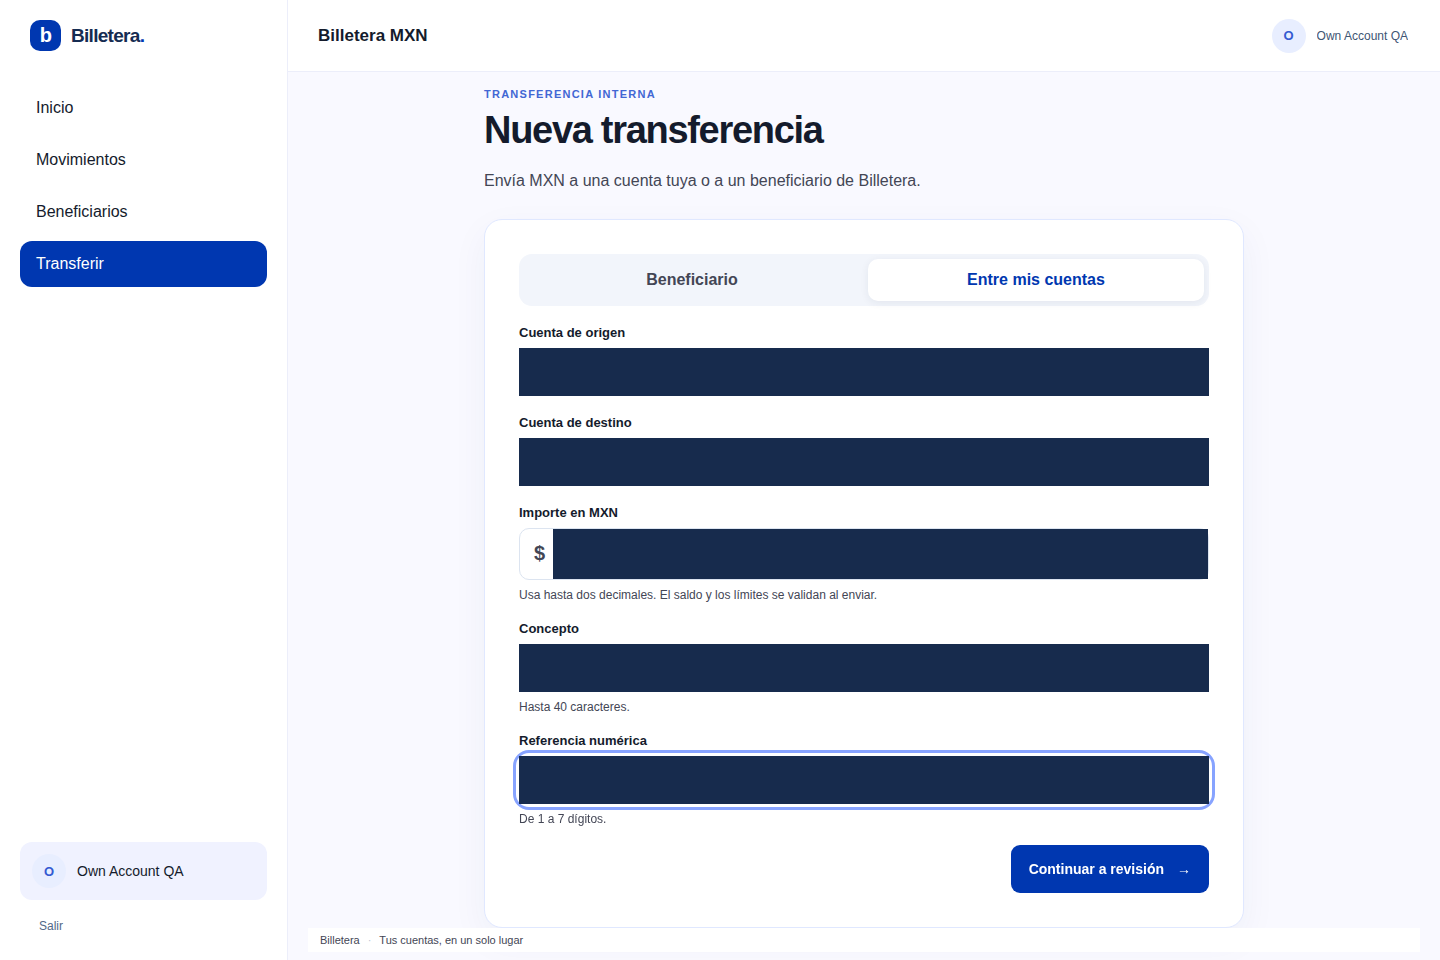 b Billetera.
Billetera MXN
O Own Account QA
Inicio
Movimientos
Beneficiarios
Transferir
TRANSFERENCIA INTERNA
Nueva transferencia
Envía MXN a una cuenta tuya o a un beneficiario de Billetera.
Beneficiario
Entre mis cuentas
Cuenta de origen
Cuenta de destino
Importe en MXN
$
Usa hasta dos decimales. El saldo y los límites se validan al enviar.
Concepto
Hasta 40 caracteres.
Referencia numérica
De 1 a 7 dígitos.
Continuar a revisión →
O Own Account QA
Salir
Billetera · Tus cuentas, en un solo lugar